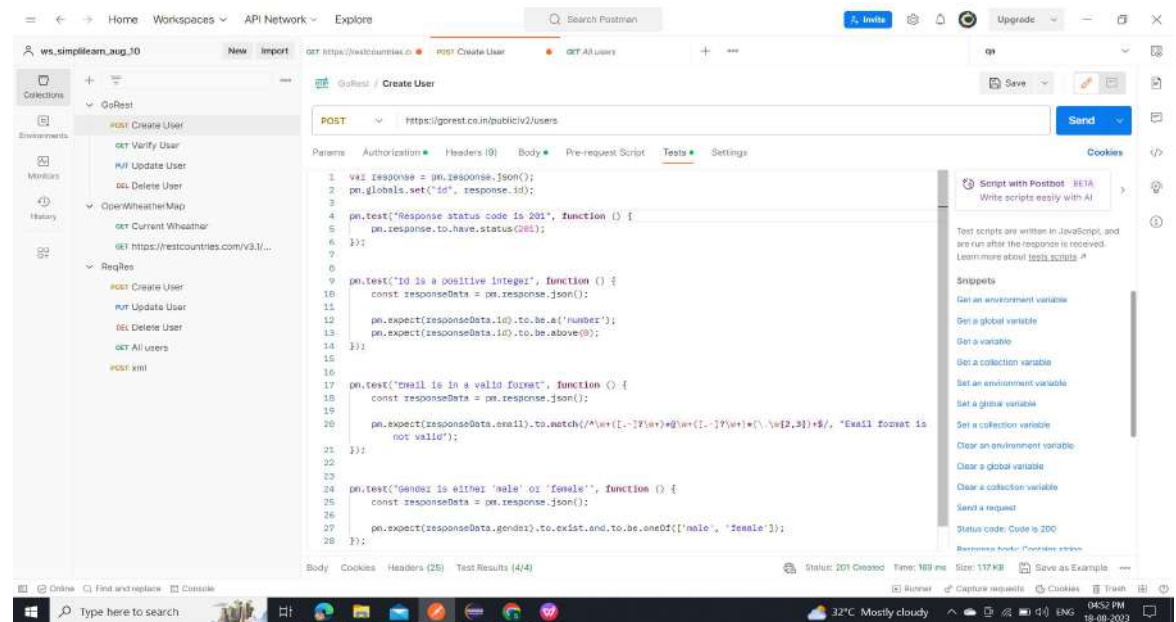 Home Workspaces API Network Explore Search Postman Invite Upgrade
ws_simplilearn_aug_10 New Import GET https://restcountries.c POST Create User GET All users + QA
Collections
Environments
Monitors
History
GoRest
POST Create User
GET Verify User
PUT Update User
DEL Delete User
OpenWheatherMap
GET Current Wheather
GET https://restcountries.com/v3.1/...
ReqRes
POST Create User
PUT Update User
DEL Delete User
GET All users
POST xml
GoRest / Create User Save
POST https://gorest.co.in/public/v2/users Send
Params Authorization Headers (9) Body Pre-request Script Tests Settings Cookies
1 var response = pm.response.json();
2 pm.globals.set("id", response.id);
3
4 pm.test("Response status code is 201", function () {
5 pm.response.to.have.status(201);
6 });
7
8
9 pm.test("Id is a positive integer", function () {
10 const responseData = pm.response.json();
11
12 pm.expect(responseData.id).to.be.a('number');
13 pm.expect(responseData.id).to.be.above(0);
14 });
15
16
17 pm.test("Email is in a valid format", function () {
18 const responseData = pm.response.json();
19
20 pm.expect(responseData.email).to.match(/^\w+([.-]?\w+)*@\w+([.-]?\w+)*(\.\w{2,3})+$/, "Email format is
not valid");
21 });
22
23
24 pm.test("Gender is either 'male' or 'female'", function () {
25 const responseData = pm.response.json();
26
27 pm.expect(responseData.gender).to.exist.and.to.be.oneOf(['male', 'female']);
28 });
Script with Postbot BETA
Write scripts easily with AI
Test scripts are written in JavaScript, and
are run after the response is received.
Learn more about tests scripts
Snippets
Get an environment variable
Get a global variable
Get a variable
Get a collection variable
Set an environment variable
Set a global variable
Set a collection variable
Clear an environment variable
Clear a global variable
Clear a collection variable
Send a request
Status code: Code is 200
Response body: Contains string
Body Cookies Headers (25) Test Results (4/4) Status: 201 Created Time: 169 ms Size: 1.17 KB Save as Example
Online Find and replace Console Runner Capture requests Cookies Trash
Type here to search 32°C Mostly cloudy ENG 04:52 PM
18-08-2023